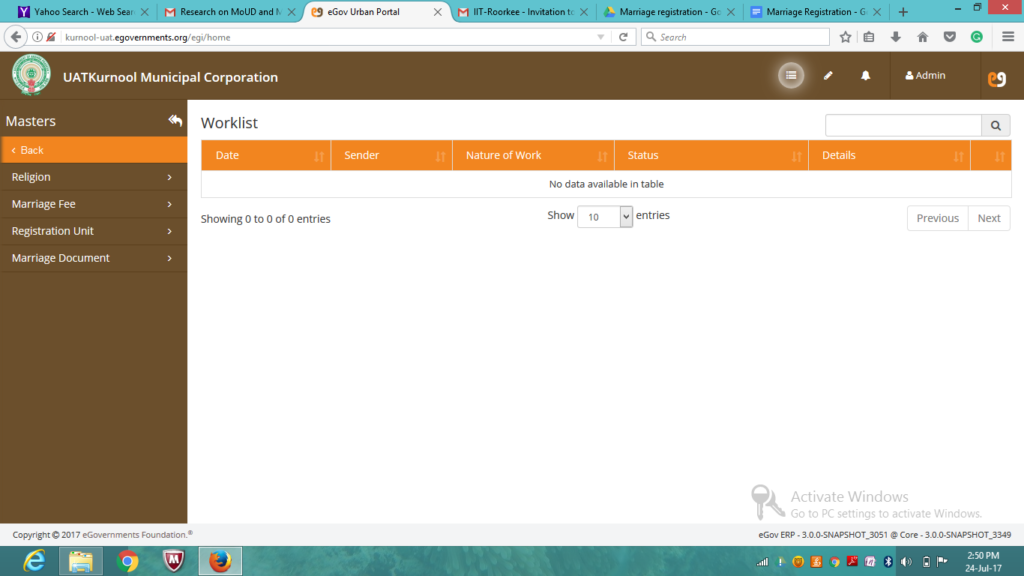 Yahoo Search - Web Sear
Research on MoUD and M
eGov Urban Portal
IIT-Roorkee - Invitation to
Marriage registration - Go
Marriage Registration - G
kurnool-uat.egovernments.org/egi/home
Search
UATKurnool Municipal Corporation
Admin
Masters
Back
Religion
Marriage Fee
Registration Unit
Marriage Document
Worklist
Date Sender Nature of Work Status Details
No data available in table
Showing 0 to 0 of 0 entries
Show 10 entries
Previous Next
Activate Windows
Go to PC settings to activate Windows.
Copyright © 2017 eGovernments Foundation.®
eGov ERP - 3.0.0-SNAPSHOT_3051 @ Core - 3.0.0-SNAPSHOT_3349
2:50 PM
24-Jul-17